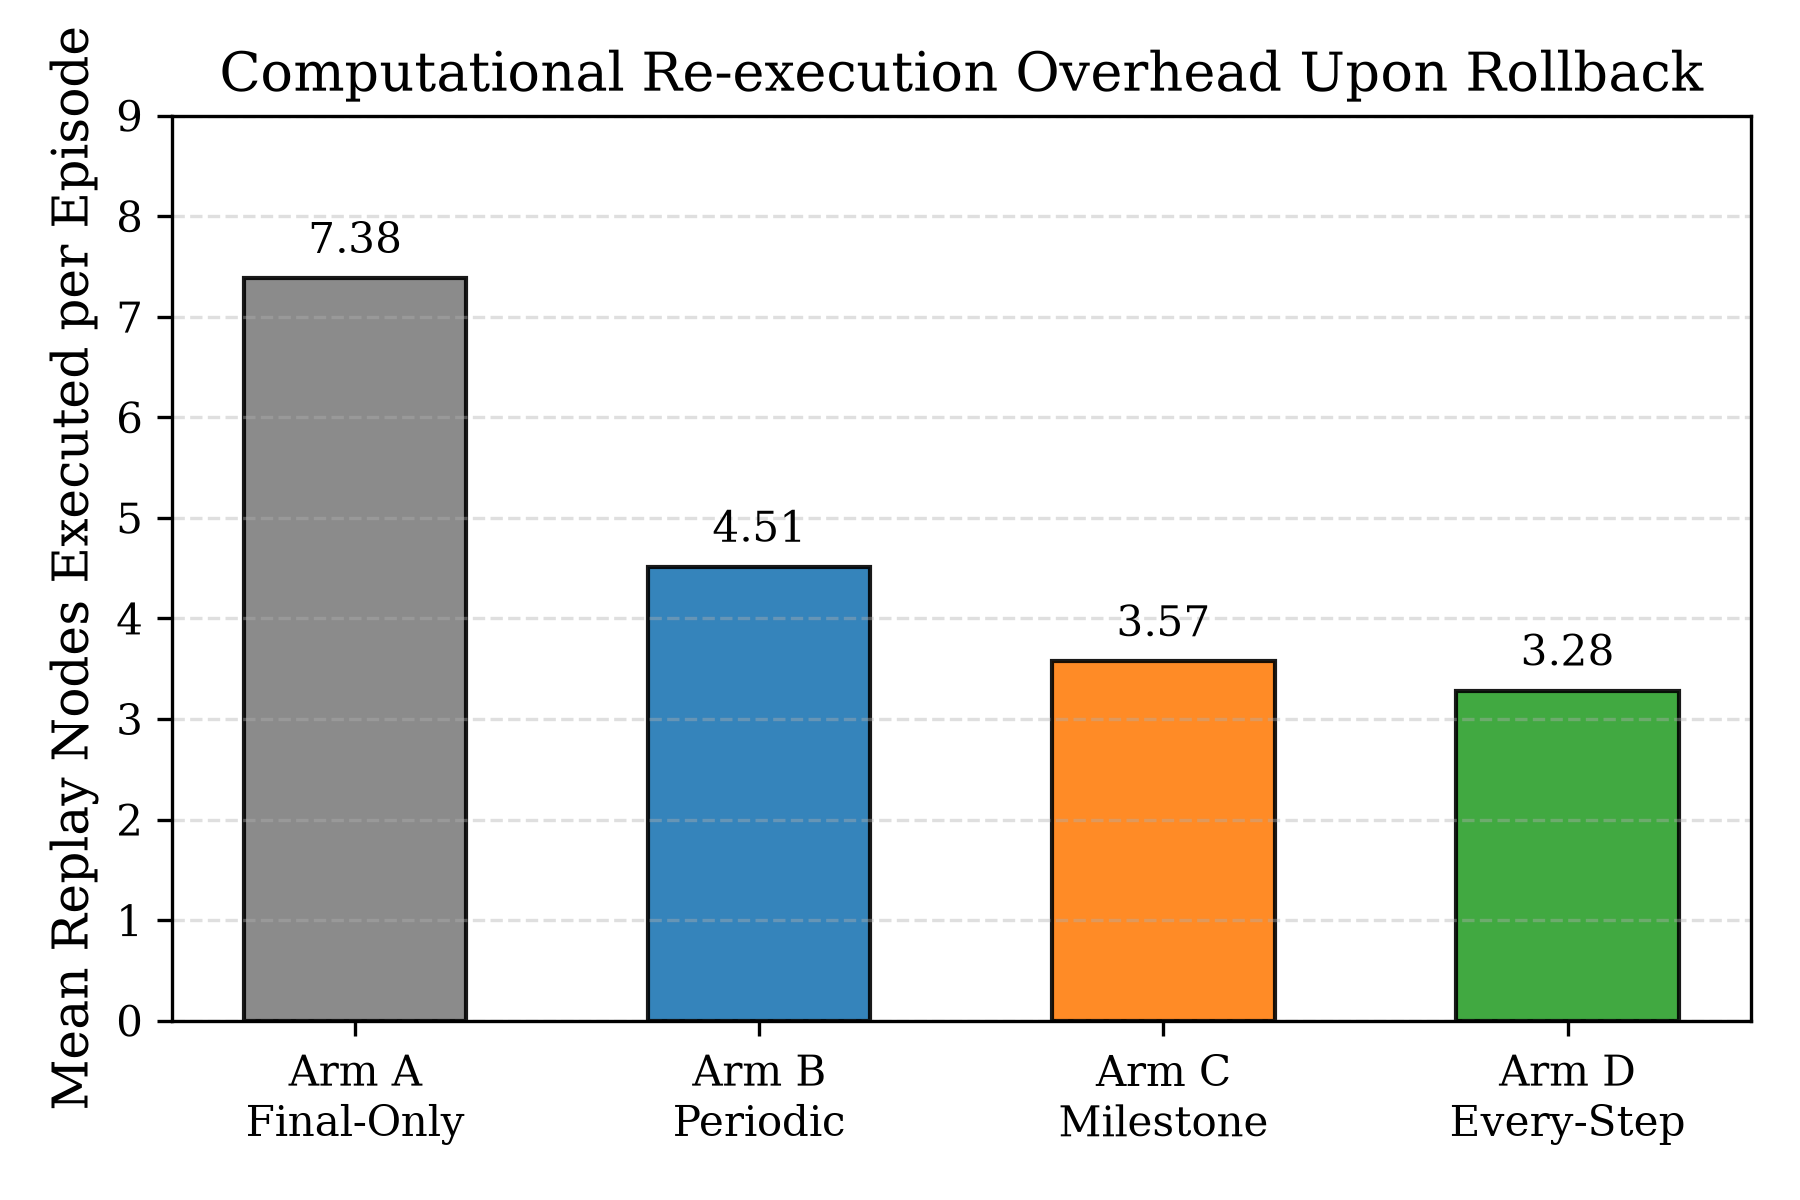 Computational Re-execution Overhead Upon Rollback
Mean Replay Nodes Executed per Episode
9
8
7
6
5
4
3
2
1
0
7.38
4.51
3.57
3.28
Arm A
Final-Only
Arm B
Periodic
Arm C
Milestone
Arm D
Every-Step